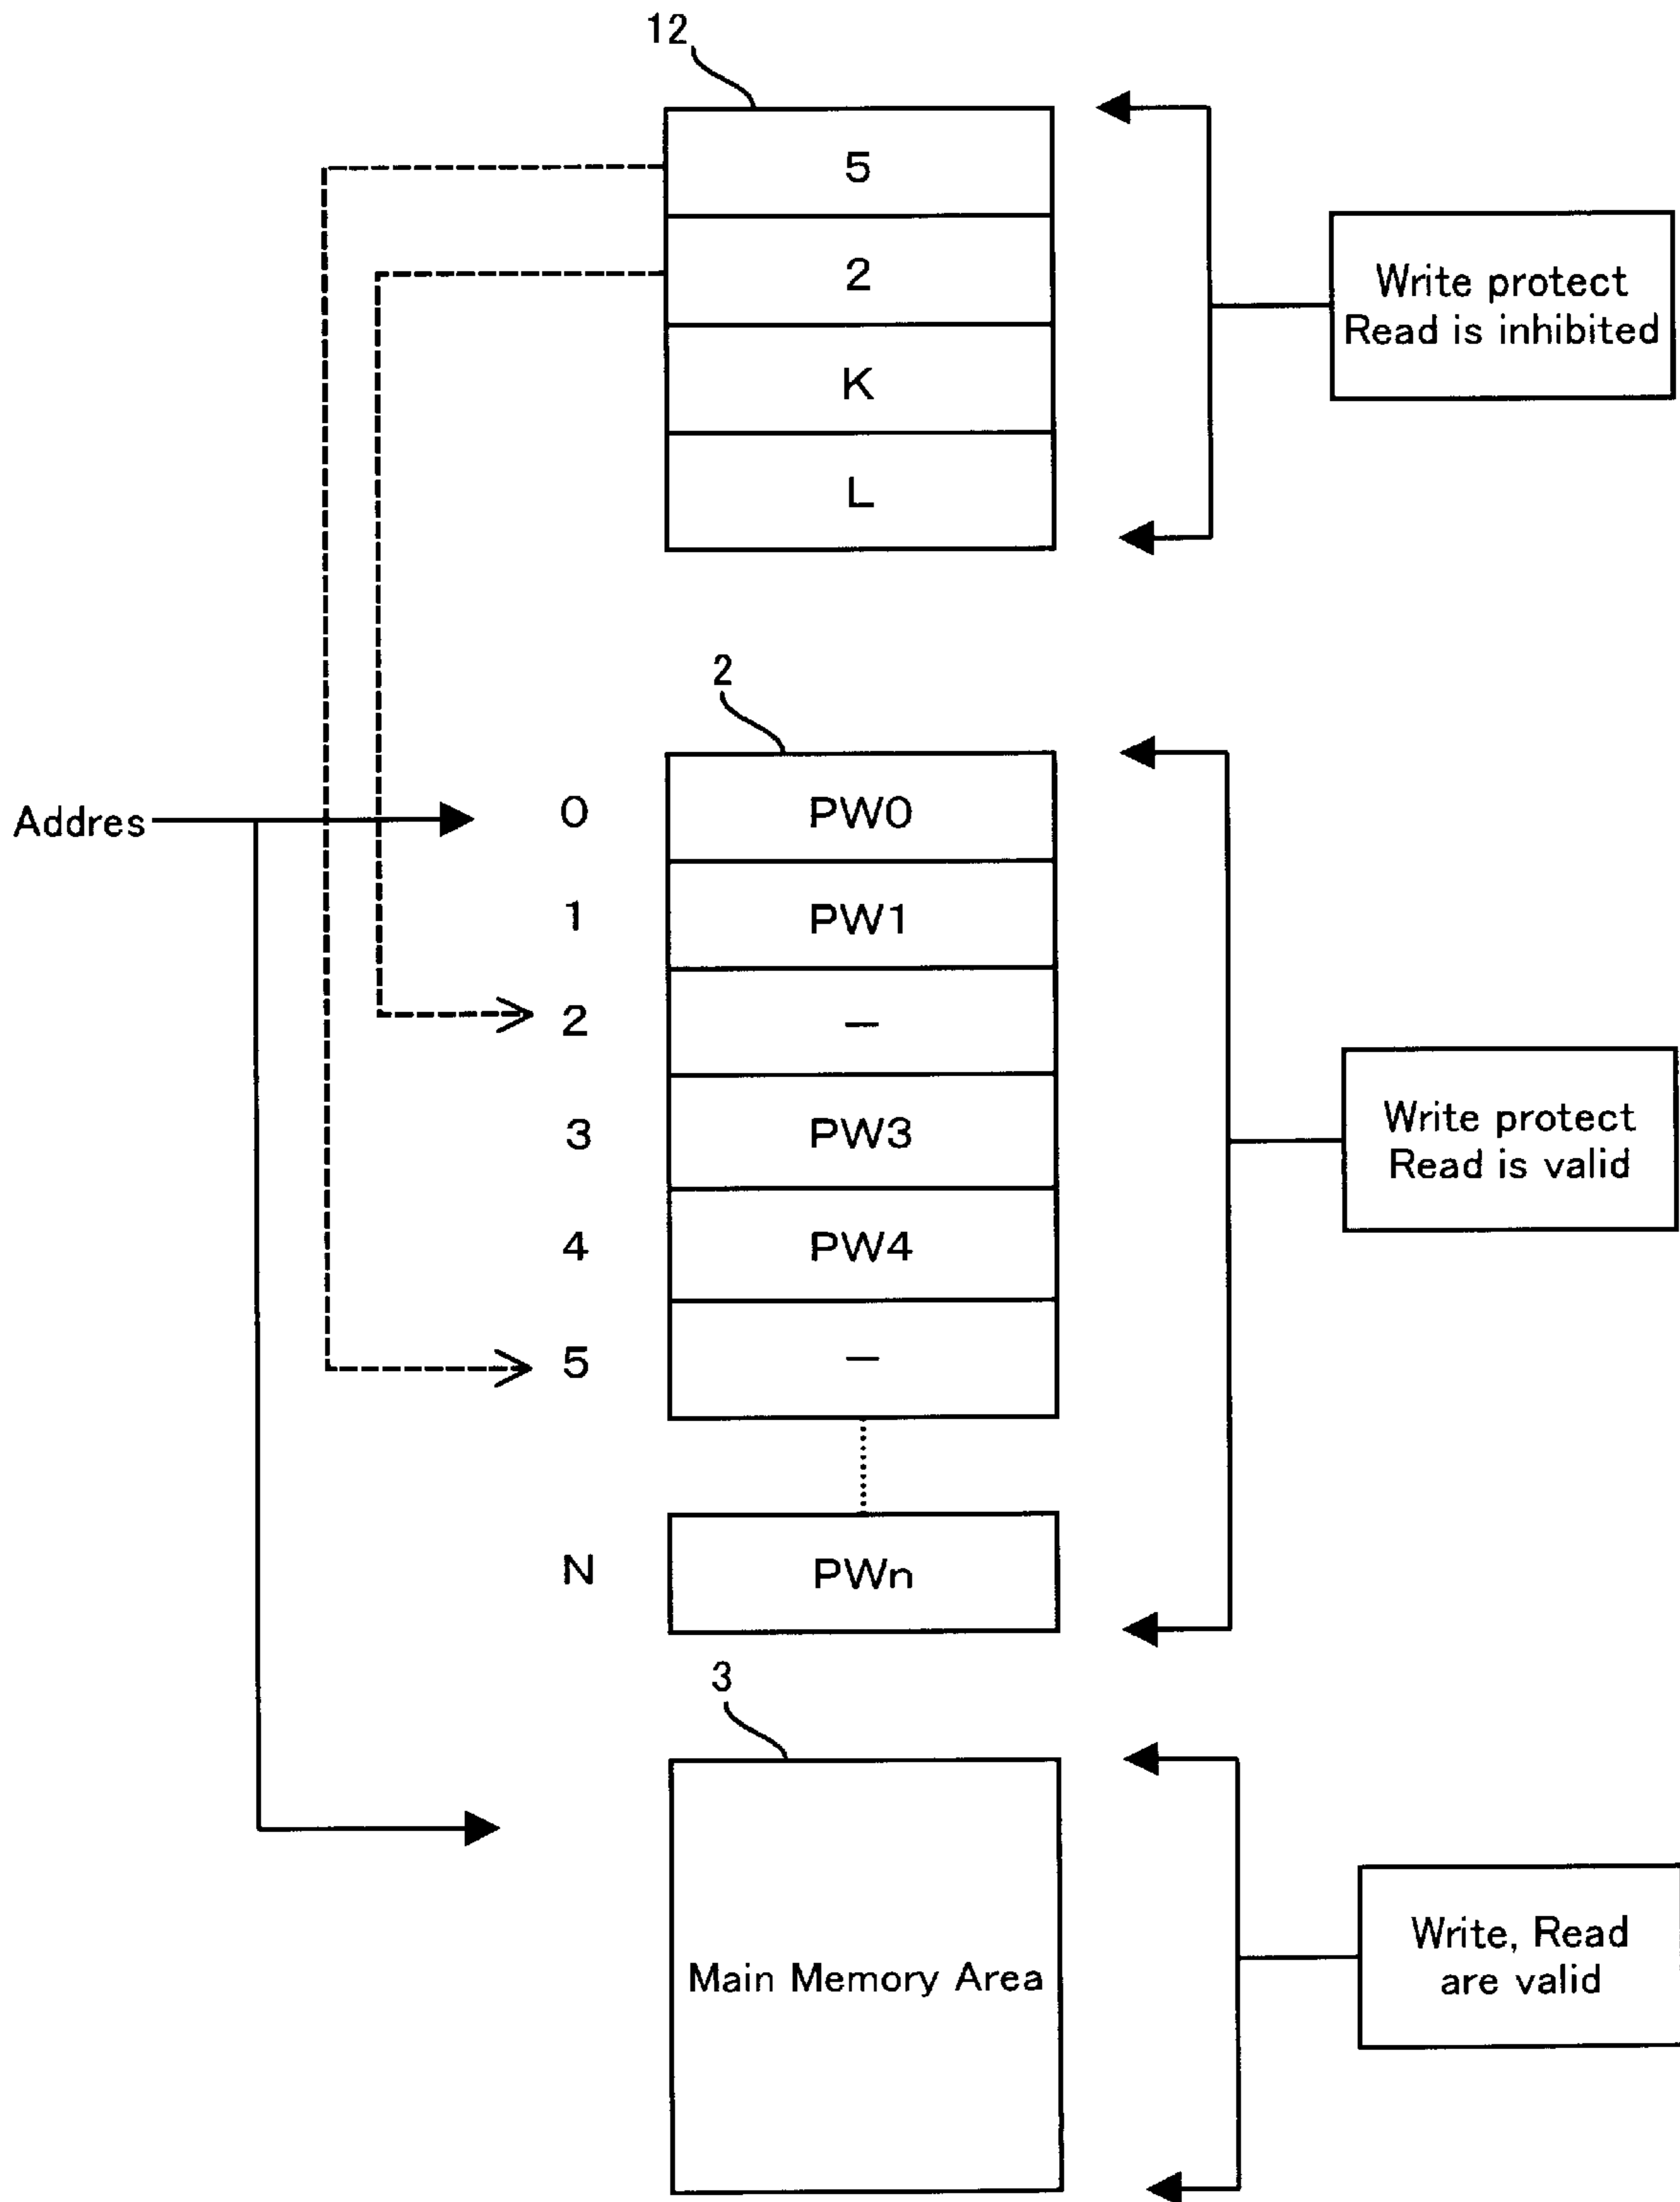 12
5
2
K
L
Write protect
Read is inhibited
2
Addres
0
PW0
1
PW1
2
–
3
PW3
4
PW4
5
–
N
PWn
Write protect
Read is valid
3
Main Memory Area
Write, Read
are valid